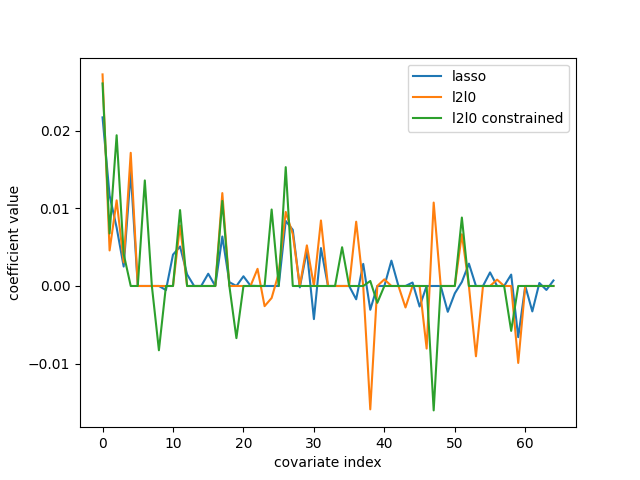 lasso
l2l0
l2l0 constrained
0.02
0.01
0.00
−0.01
coefficient value
0 10 20 30 40 50 60
covariate index